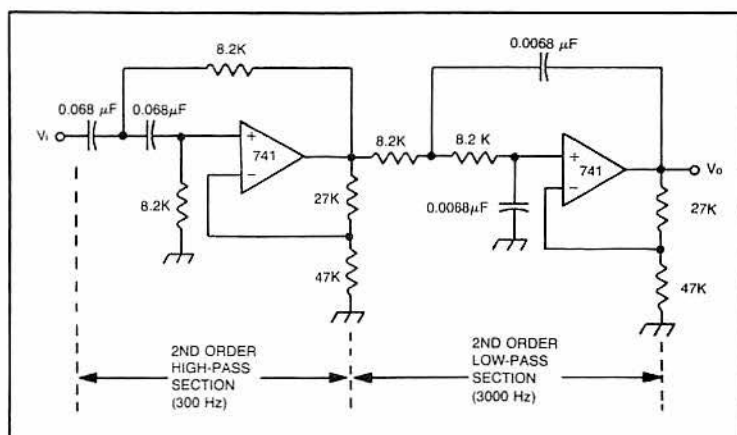 8.2K
0.0068 µF
0.068 µF
0.068µF
Vi
+
741
−
8.2K
8.2 K
+
741
−
Vo
8.2K
27K
0.0068µF
27K
47K
47K
2ND ORDER
HIGH-PASS
SECTION
(300 Hz)
2ND ORDER
LOW-PASS
SECTION
(3000 Hz)